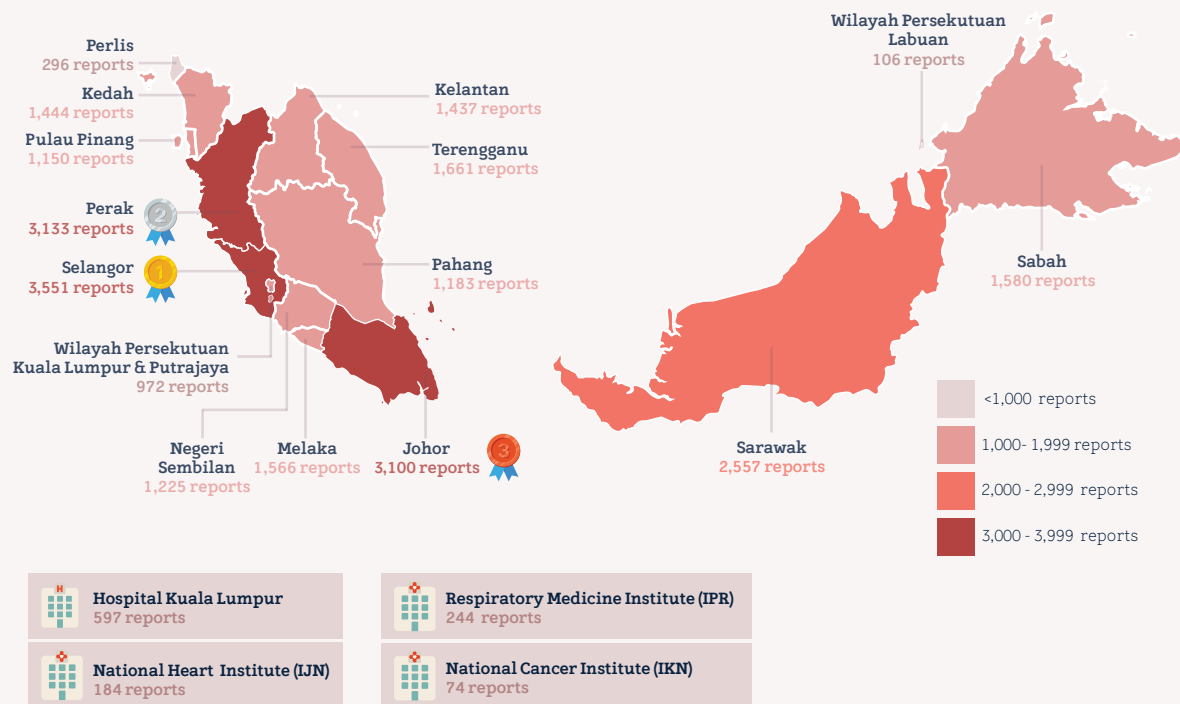 Perlis
296 reports
Kedah
1,444 reports
Pulau Pinang
1,150 reports
Perak
3,133 reports
2
Selangor
3,551 reports
1
Wilayah Persekutuan
Kuala Lumpur & Putrajaya
972 reports
Negeri
Sembilan
1,225 reports
Melaka
1,566 reports
Johor
3,100 reports
3
Kelantan
1,437 reports
Terengganu
1,661 reports
Pahang
1,183 reports
Wilayah Persekutuan
Labuan
106 reports
Sabah
1,580 reports
Sarawak
2,557 reports
<1,000 reports
1,000- 1,999 reports
2,000 - 2,999 reports
3,000 - 3,999 reports
H
Hospital Kuala Lumpur
597 reports
Respiratory Medicine Institute (IPR)
244 reports
National Heart Institute (IJN)
184 reports
National Cancer Institute (IKN)
74 reports